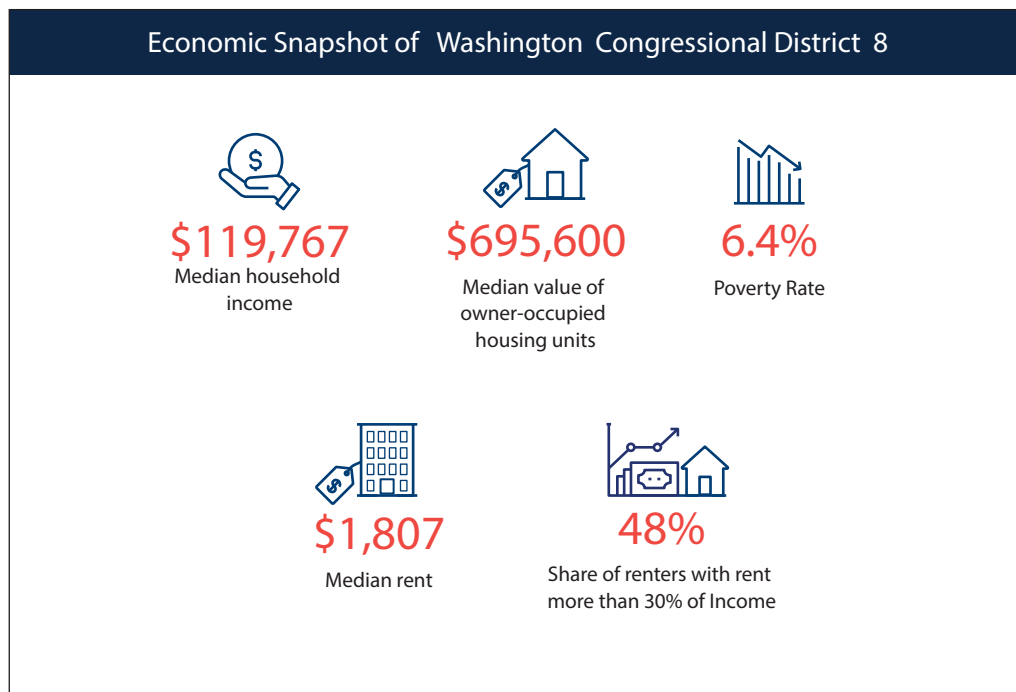 Economic Snapshot of Washington Congressional District 8
$
$119,767
Median household
income
$
$695,600
Median value of
owner-occupied
housing units
6.4%
Poverty Rate
$
$1,807
Median rent
48%
Share of renters with rent
more than 30% of Income